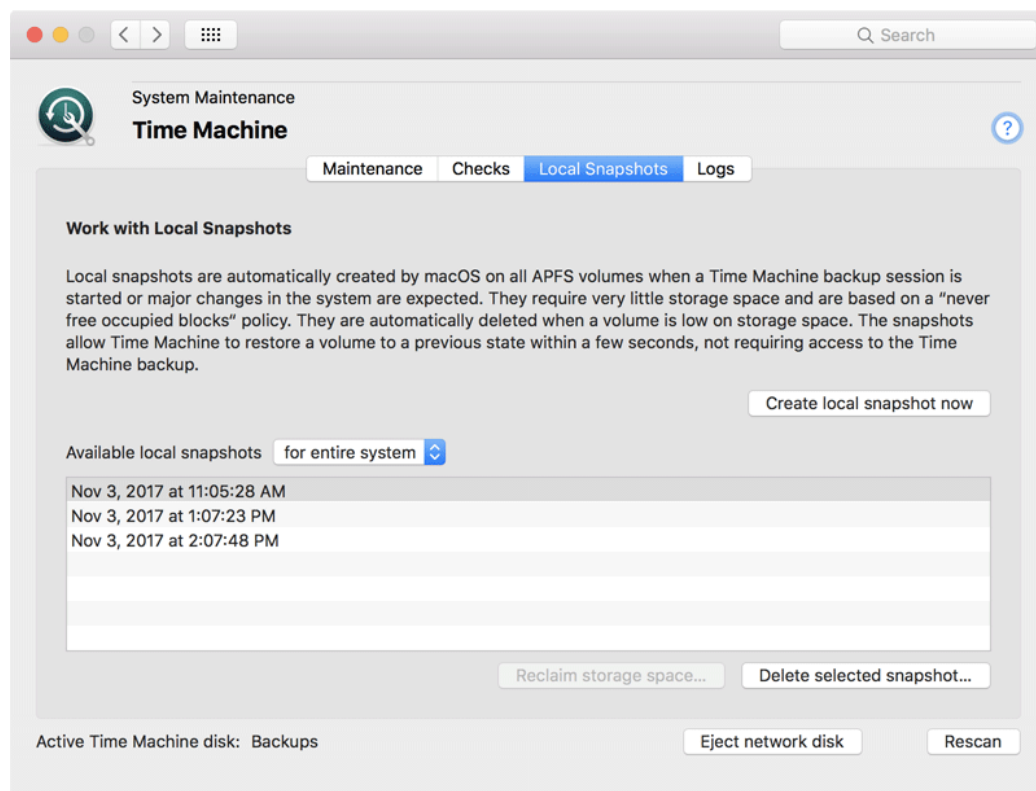 Search
System Maintenance
Time Machine
?
Maintenance
Checks
Local Snapshots
Logs
Work with Local Snapshots
Local snapshots are automatically created by macOS on all APFS volumes when a Time Machine backup session is
started or major changes in the system are expected. They require very little storage space and are based on a “never
free occupied blocks“ policy. They are automatically deleted when a volume is low on storage space. The snapshots
allow Time Machine to restore a volume to a previous state within a few seconds, not requiring access to the Time
Machine backup.
Create local snapshot now
Available local snapshots for entire system
Nov 3, 2017 at 11:05:28 AM
Nov 3, 2017 at 1:07:23 PM
Nov 3, 2017 at 2:07:48 PM
Reclaim storage space...
Delete selected snapshot...
Active Time Machine disk: Backups
Eject network disk
Rescan